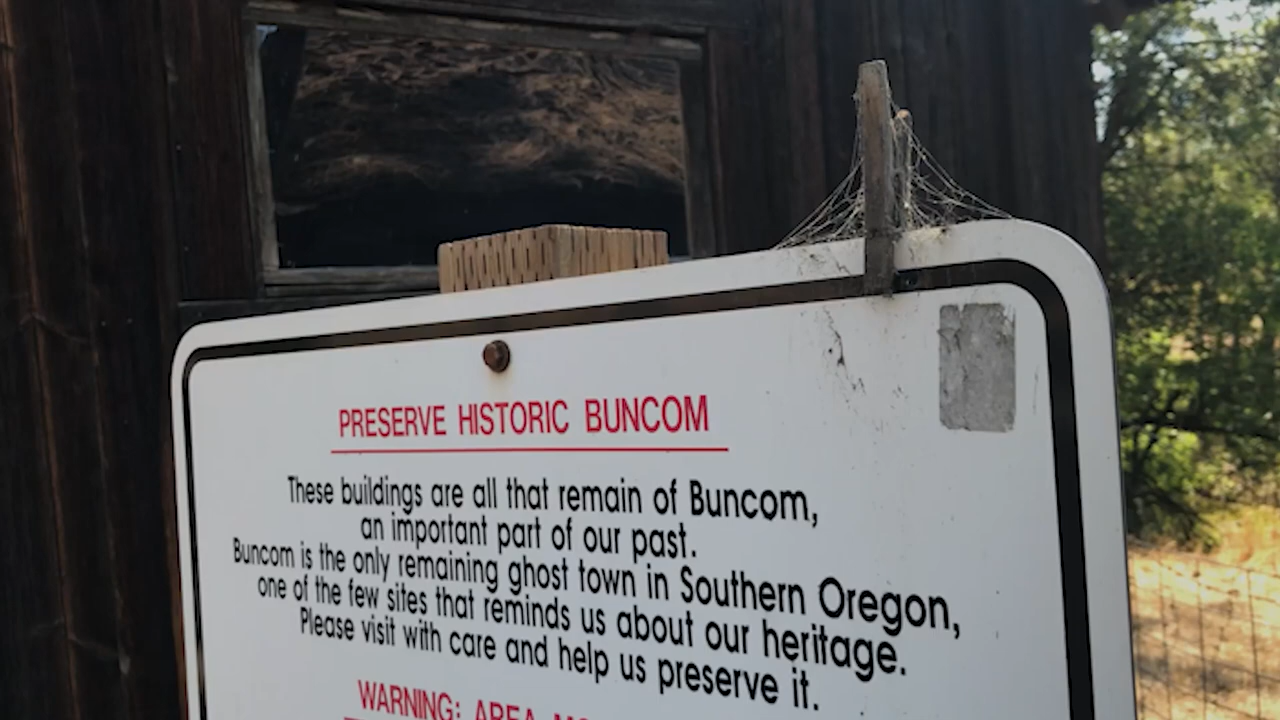 PRESERVE HISTORIC BUNCOM
These buildings are all that remain of Buncom,
an important part of our past.
Buncom is the only remaining ghost town in Southern Oregon,
one of the few sites that reminds us about our heritage.
Please visit with care and help us preserve it.
WARNING: AREA